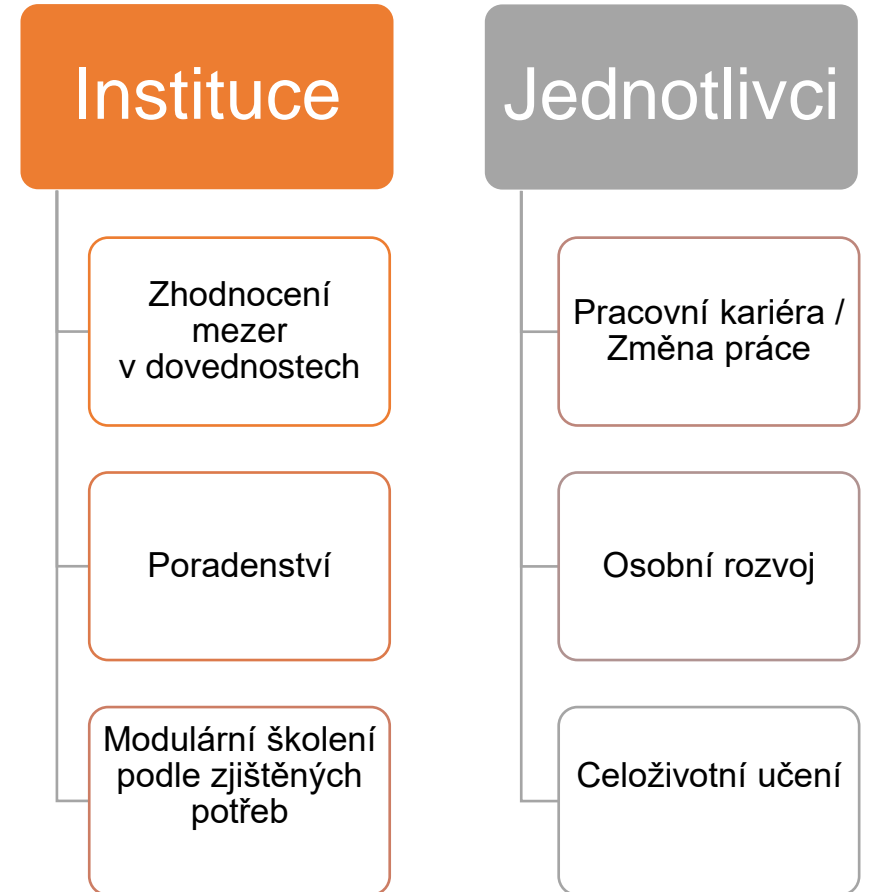 Instituce
Zhodnocení
mezer
v dovednostech
Poradenství
Modulární školení
podle zjištěných
potřeb
Jednotlivci
Pracovní kariéra /
Změna práce
Osobní rozvoj
Celoživotní učení